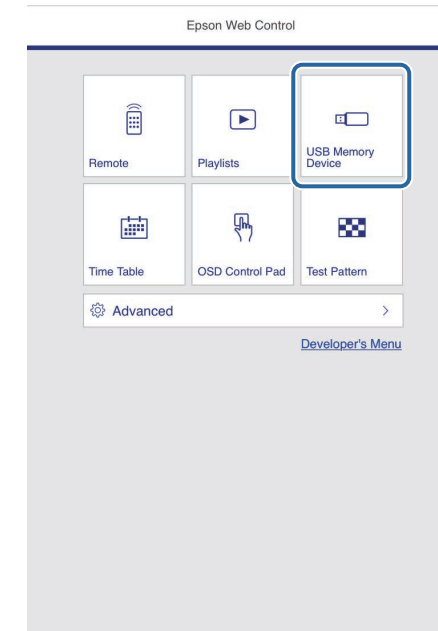 Epson Web Control
Remote
Playlists
USB Memory
Device
Time Table
OSD Control Pad
Test Pattern
Advanced
Developer's Menu